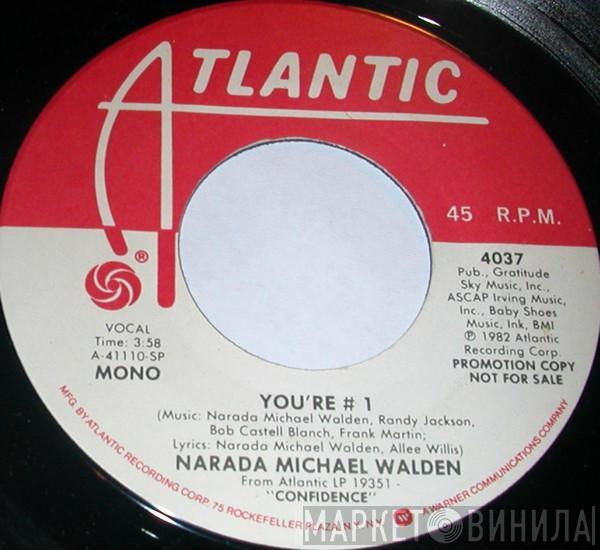 ATLANTIC
45 R.P.M.
®
4037
Pub., Gratitude
Sky Music, Inc.,
ASCAP Irving Music,
Inc., Baby Shoes
Music, Ink, BMI
℗ 1982 Atlantic
Recording Corp.
PROMOTION COPY
NOT FOR SALE
VOCAL
Time: 3:58
A-41110-SP
MONO
YOU'RE # 1
(Music: Narada Michael Walden, Randy Jackson,
Bob Castell Blanch, Frank Martin;
Lyrics: Narada Michael Walden, Allee Willis)
NARADA MICHAEL WALDEN
From Atlantic LP 19351 -
"CONFIDENCE"
MFG. BY ATLANTIC RECORDING CORP. 75 ROCKEFELLER PLAZA, N.Y. N.Y. A WARNER COMMUNICATIONS COMPANY
МАРКЕТ ВИНИЛА